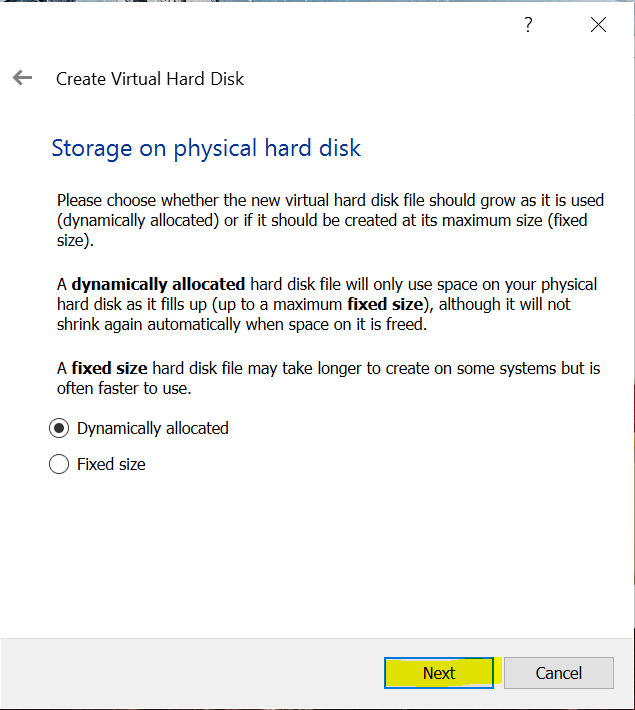 ?
Create Virtual Hard Disk
Storage on physical hard disk
Please choose whether the new virtual hard disk file should grow as it is used
(dynamically allocated) or if it should be created at its maximum size (fixed
size).
A dynamically allocated hard disk file will only use space on your physical
hard disk as it fills up (up to a maximum fixed size), although it will not
shrink again automatically when space on it is freed.
A fixed size hard disk file may take longer to create on some systems but is
often faster to use.
Dynamically allocated
Fixed size
Next
Cancel